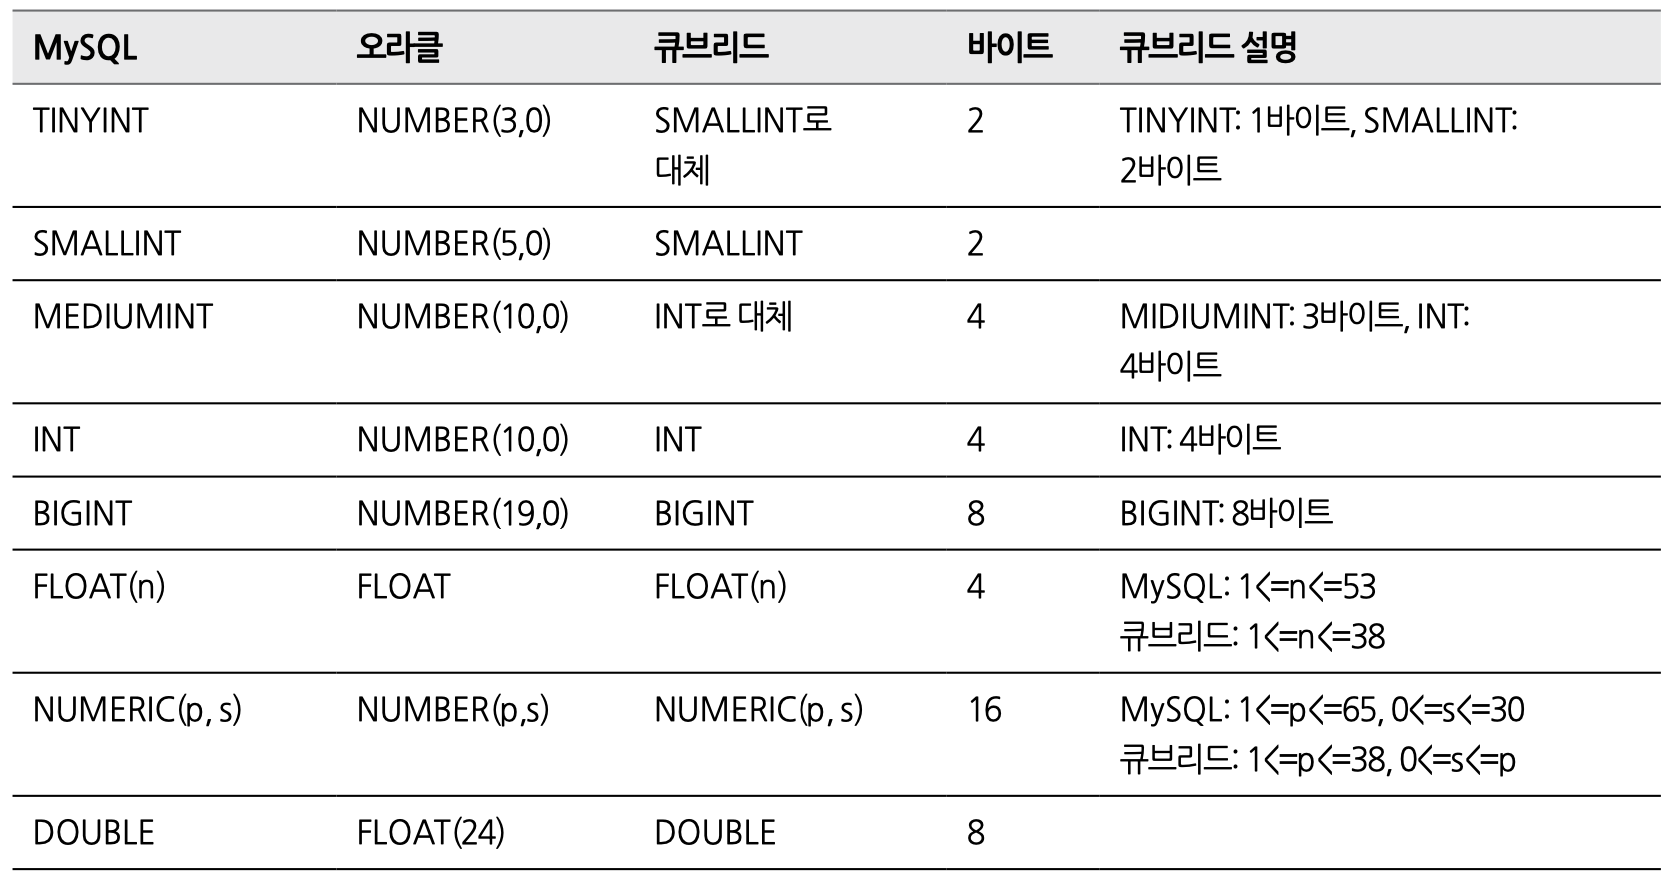 MySQL 오라클 큐브리드 바이트 큐브리드 설명
TINYINT NUMBER(3,0) SMALLINT로 2 TINYINT: 1바이트, SMALLINT:
대체 2바이트
SMALLINT NUMBER(5,0) SMALLINT 2
MEDIUMINT NUMBER(10,0) INT로 대체 4 MIDIUMINT: 3바이트, INT:
4바이트
INT NUMBER(10,0) INT 4 INT: 4바이트
BIGINT NUMBER(19,0) BIGINT 8 BIGINT: 8바이트
FLOAT(n) FLOAT FLOAT(n) 4 MySQL: 1<=n<=53
큐브리드: 1<=n<=38
NUMERIC(p, s) NUMBER(p,s) NUMERIC(p, s) 16 MySQL: 1<=p<=65, 0<=s<=30
큐브리드: 1<=p<=38, 0<=s<=p
DOUBLE FLOAT(24) DOUBLE 8